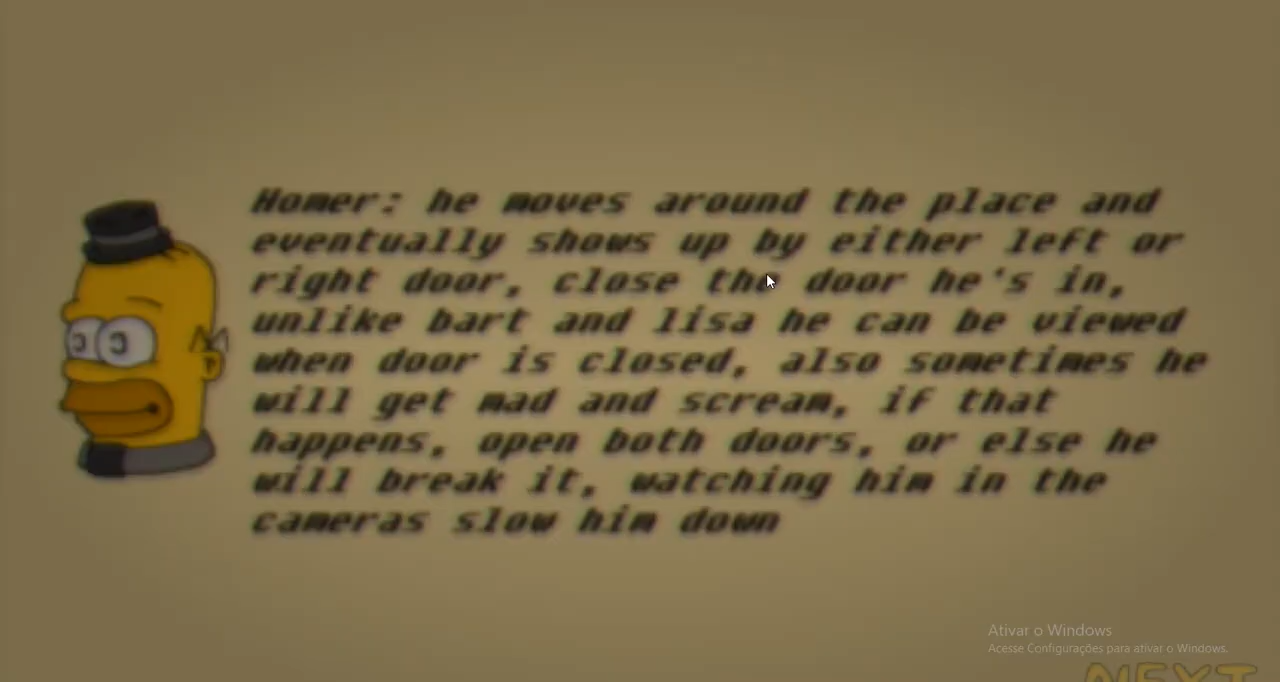 Homer: he moves around the place and
eventually shows up by either left or
right door, close the door he's in,
unlike bart and lisa he can be viewed
when door is closed, also sometimes he
will get mad and scream, if that
happens, open both doors, or else he
will break it, watching him in the
cameras slow him down
Ativar o Windows
Acesse Configurações para ativar o Windows.
NEXT